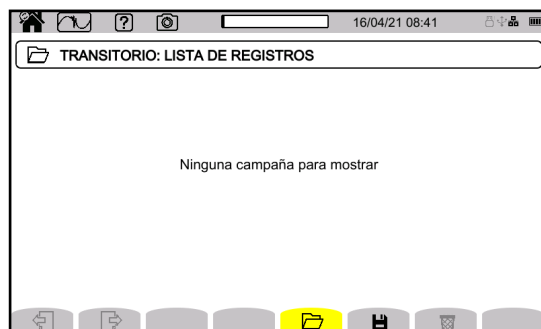 ?
16/04/21 08:41
TRANSITORIO: LISTA DE REGISTROS
Ninguna campaña para mostrar